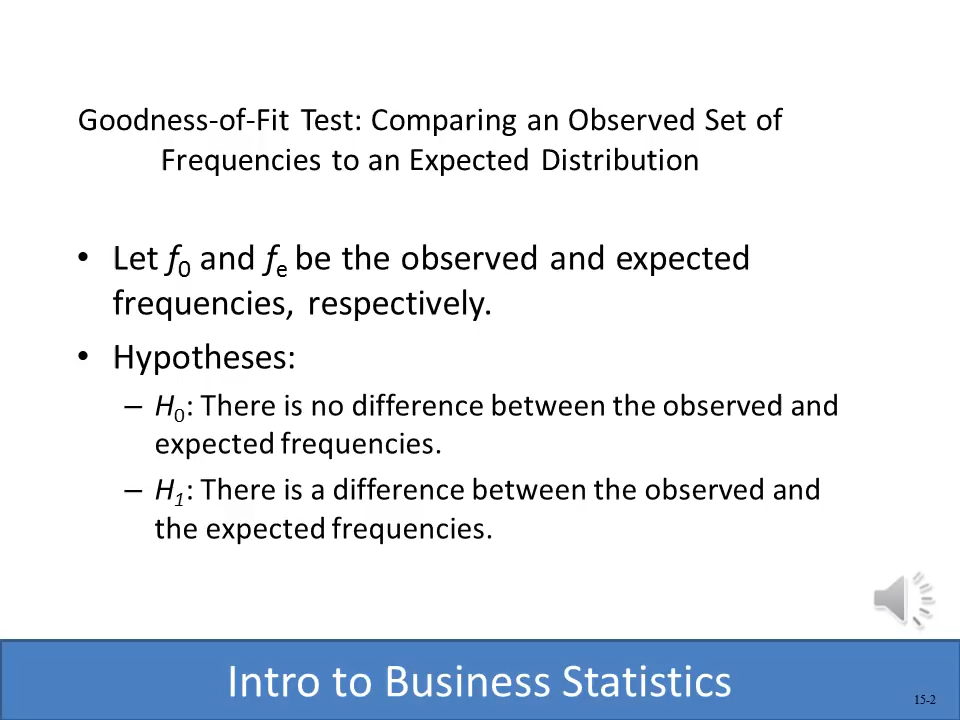 Goodness-of-Fit Test: Comparing an Observed Set of
Frequencies to an Expected Distribution
• Let f0 and fe be the observed and expected
frequencies, respectively.
• Hypotheses:
– H0: There is no difference between the observed and
expected frequencies.
– H1: There is a difference between the observed and
the expected frequencies.
Intro to Business Statistics
15-2